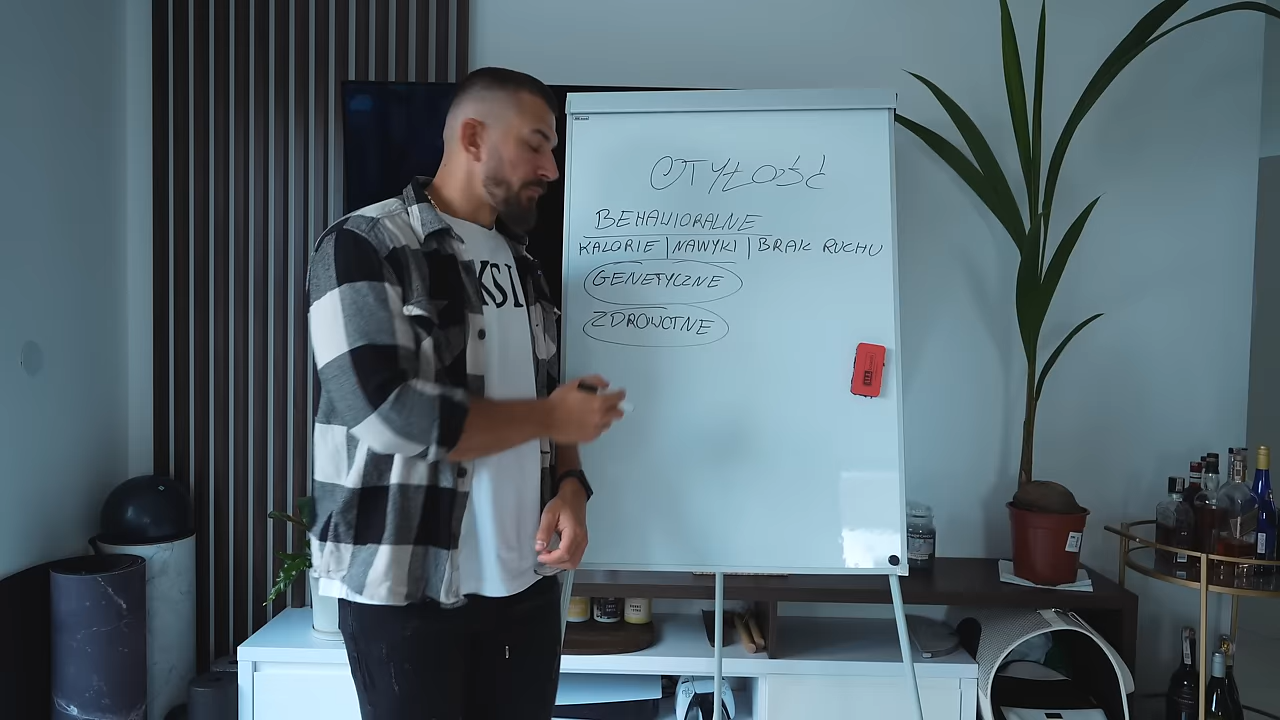 OTYŁOŚĆ
BEHAWIORALNE
KALORIE | NAWYKI | BRAK RUCHU
GENETYCZNE
ZDROWOTNE